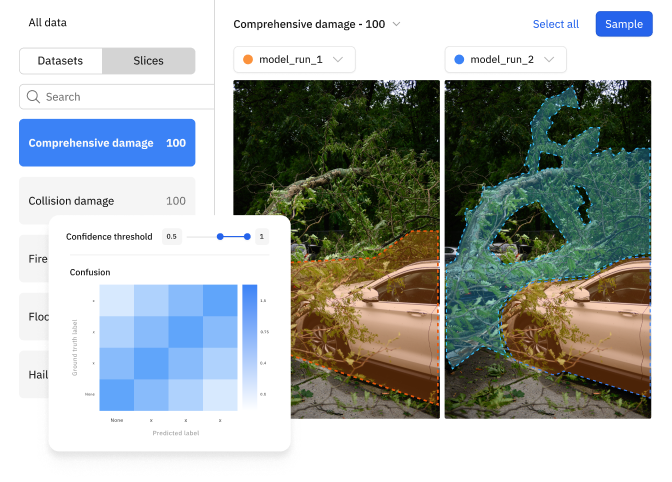 All data
Datasets
Slices
Search
Comprehensive damage 100
Collision damage 100
Fire
Floo
Hail
Comprehensive damage - 100
Select all
Sample
model_run_1
model_run_2
Confidence threshold 0.5 1
Confusion
Ground truth label
x
x
x
None
None x x x
Predicted label
1.0
0.75
0.4
0.0